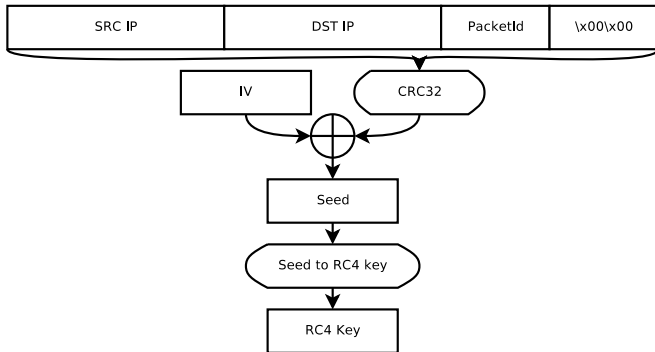 SRC IP
DST IP
PacketId
\x00\x00
IV
CRC32
Seed
Seed to RC4 key
RC4 Key